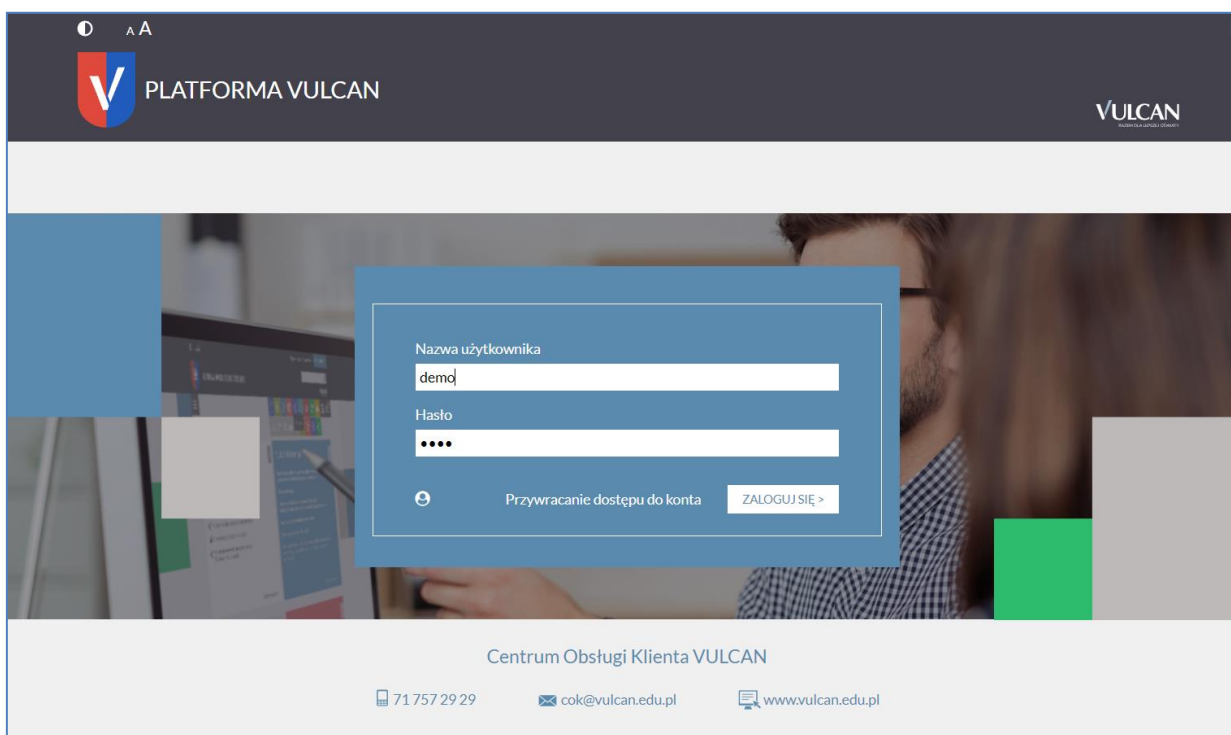 A A
PLATFORMA VULCAN
VULCAN
Nazwa użytkownika
demo
Hasło
••••
Przywracanie dostępu do konta
ZALOGUJ SIĘ >
Centrum Obsługi Klienta VULCAN
71 757 29 29
cok@vulcan.edu.pl
www.vulcan.edu.pl